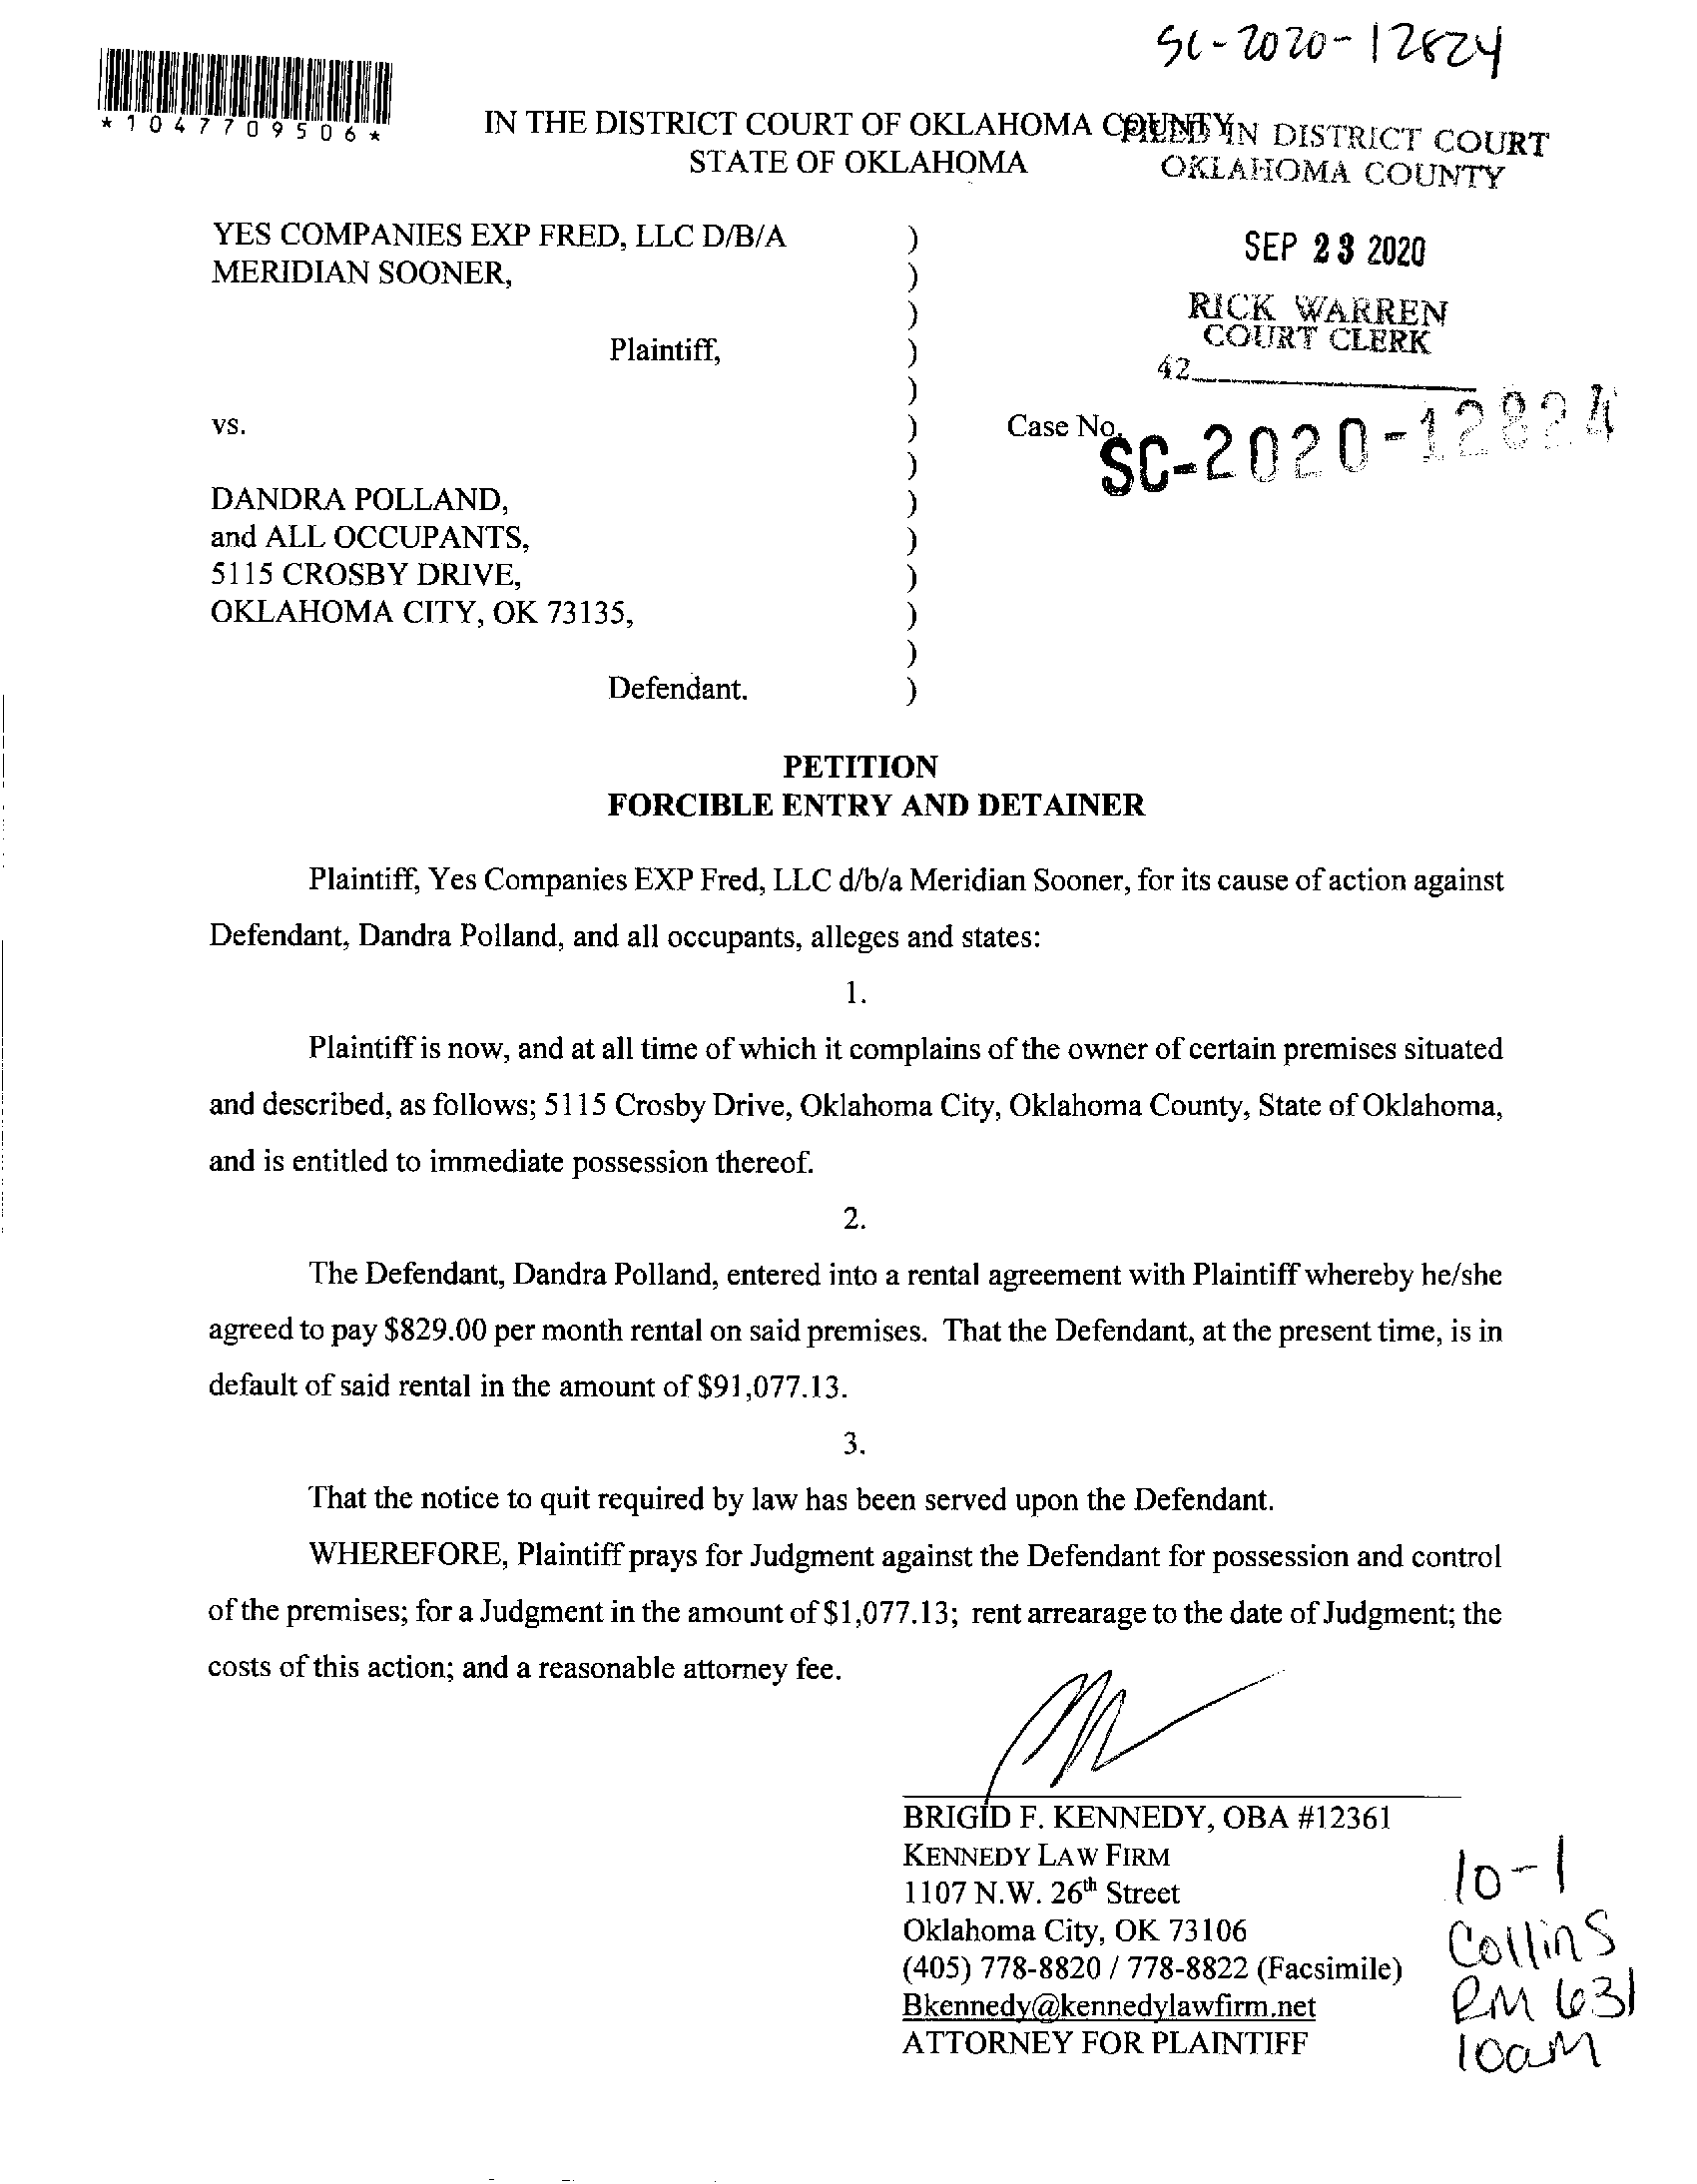 SC-2020-12824
*1047709506*
IN THE DISTRICT COURT OF OKLAHOMA COUNTY
STATE OF OKLAHOMA
FILED IN DISTRICT COURT
OKLAHOMA COUNTY
SEP 23 2020
RICK WARREN
COURT CLERK
42
YES COMPANIES EXP FRED, LLC D/B/A )
MERIDIAN SOONER, )
)
Plaintiff, )
)
vs. ) Case No.
SC-2020-12824
)
DANDRA POLLAND, )
and ALL OCCUPANTS, )
5115 CROSBY DRIVE, )
OKLAHOMA CITY, OK 73135, )
)
Defendant. )
PETITION
FORCIBLE ENTRY AND DETAINER
Plaintiff, Yes Companies EXP Fred, LLC d/b/a Meridian Sooner, for its cause of action against
Defendant, Dandra Polland, and all occupants, alleges and states:
1.
Plaintiff is now, and at all time of which it complains of the owner of certain premises situated
and described, as follows; 5115 Crosby Drive, Oklahoma City, Oklahoma County, State of Oklahoma,
and is entitled to immediate possession thereof.
2.
The Defendant, Dandra Polland, entered into a rental agreement with Plaintiff whereby he/she
agreed to pay $829.00 per month rental on said premises. That the Defendant, at the present time, is in
default of said rental in the amount of $91,077.13.
3.
That the notice to quit required by law has been served upon the Defendant.
WHEREFORE, Plaintiff prays for Judgment against the Defendant for possession and control
of the premises; for a Judgment in the amount of $1,077.13; rent arrearage to the date of Judgment; the
costs of this action; and a reasonable attorney fee.
BRIGID F. KENNEDY, OBA #12361
KENNEDY LAW FIRM
1107 N.W. 26th Street
Oklahoma City, OK 73106
(405) 778-8820 / 778-8822 (Facsimile)
Bkennedy@kennedylawfirm.net
ATTORNEY FOR PLAINTIFF
10-1
Collins
RM 631
10am